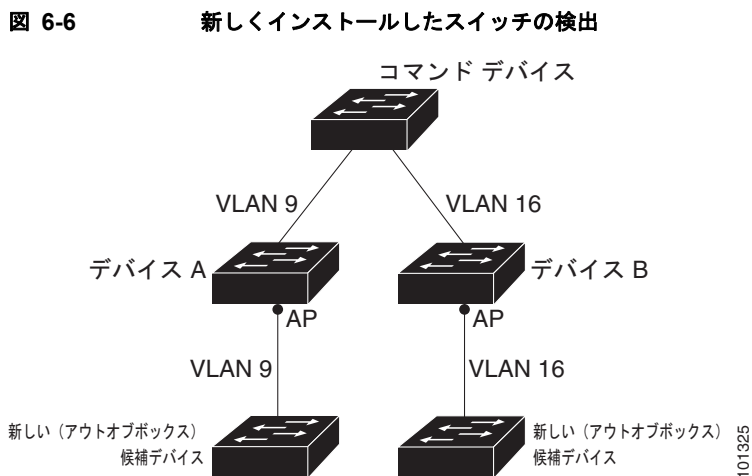 図 6-6 新しくインストールしたスイッチの検出
コマンド デバイス
VLAN 9
VLAN 16
デバイス A
デバイス B
AP
AP
VLAN 9
VLAN 16
新しい（アウトオブボックス）
候補デバイス
新しい（アウトオブボックス）
候補デバイス
101325